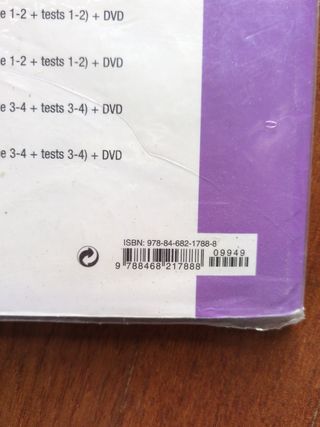 e 1-2 + tests 1-2) + DVD
e 1-2 + tests 1-2) + DVD
e 3-4 + tests 3-4) + DVD
e 3-4 + tests 3-4) + DVD
ISBN: 978-84-682-1788-8
09949
9 788468 217888